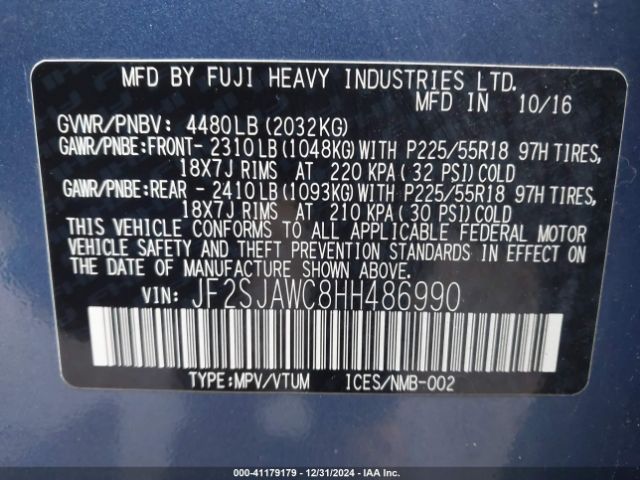 MFD BY FUJI HEAVY INDUSTRIES LTD.
MFD IN 10/16
GVWR/PNBV: 4480LB(2032KG)
GAWR/PNBE:FRONT- 2310LB(1048KG)WITH P225/55R18 97H TIRES,
18X7J RIMS AT 220 KPA(32 PSI)COLD
GAWR/PNBE:REAR - 2410LB(1093KG)WITH P225/55R18 97H TIRES,
18X7J RIMS AT 210 KPA(30 PSI)COLD
THIS VEHICLE CONFORMS TO ALL APPLICABLE FEDERAL MOTOR
VEHICLE SAFETY AND THEFT PREVENTION STANDARDS IN EFFECT ON
THE DATE OF MANUFACTURE SHOWN ABOVE.
VIN: JF2SJAWC8HH486990
TYPE:MPV/VTUM ICES/NMB-002
000-41179179 - 12/31/2024 - IAA Inc.